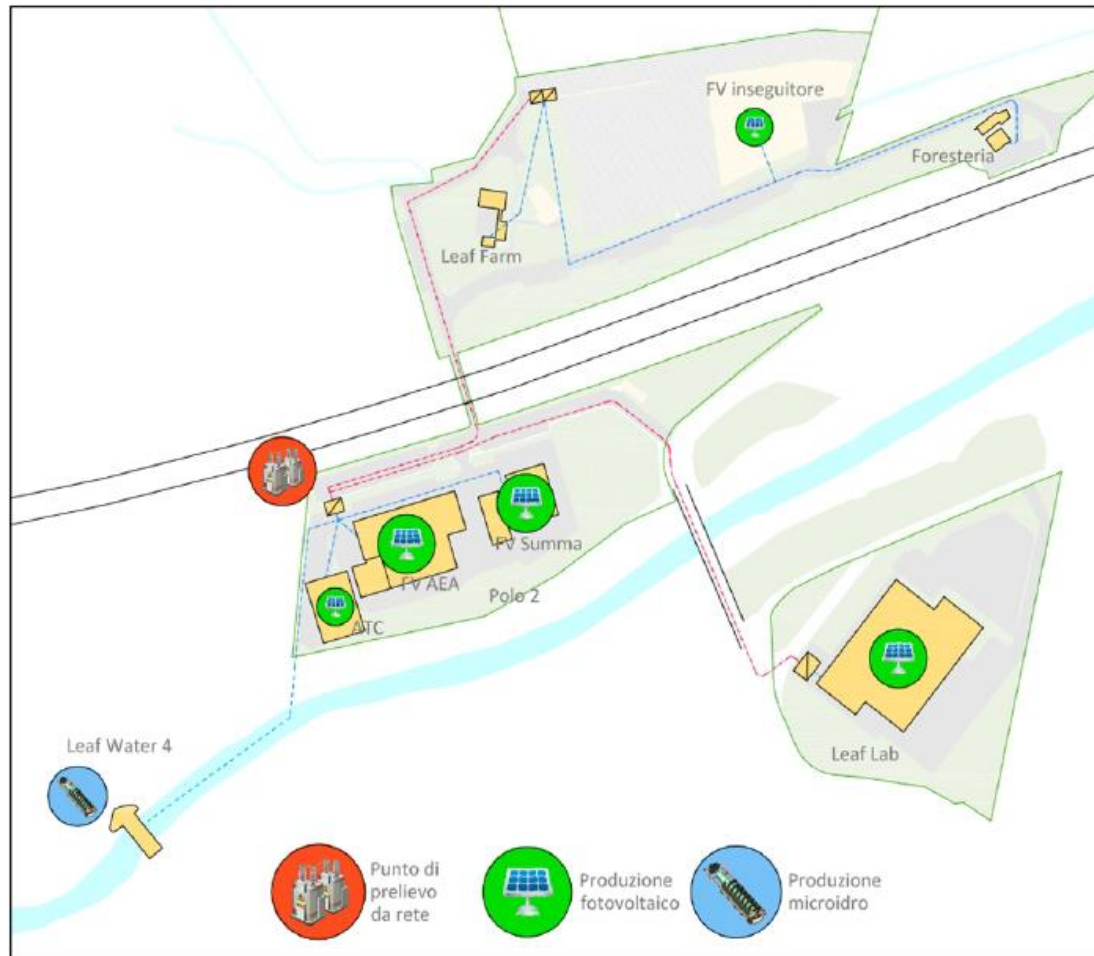 FV inseguitore
Foresteria
Leaf Farm
FV Summa
FV AEA
Polo 2
ATC
Leaf Water 4
Leaf Lab
Punto di
prelievo
da rete
Produzione
fotovoltaico
Produzione
microidro